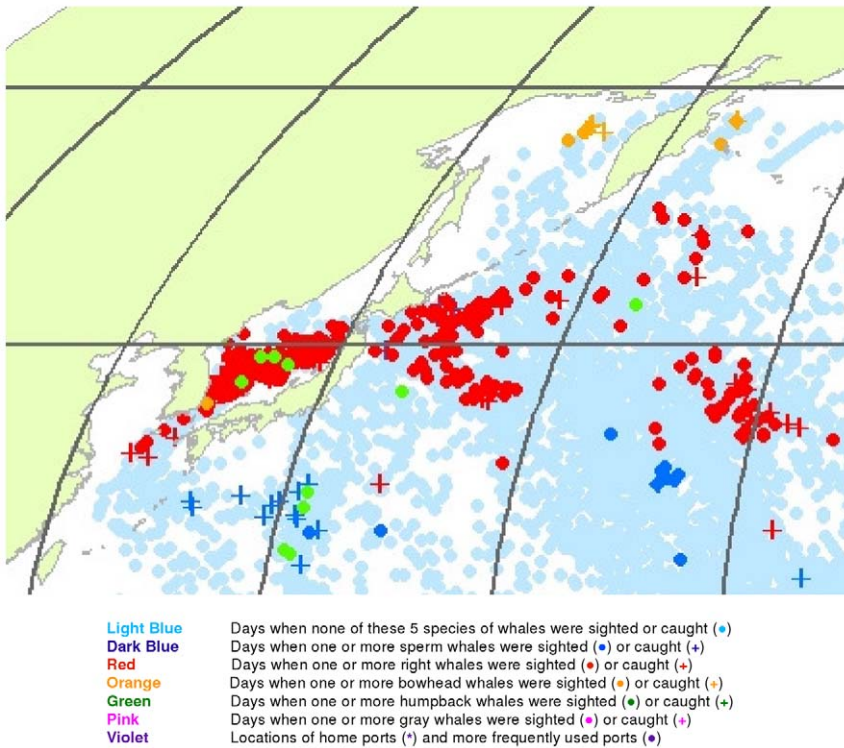 Light Blue Days when none of these 5 species of whales were sighted or caught (●)
Dark Blue Days when one or more sperm whales were sighted (●) or caught (+)
Red Days when one or more right whales were sighted (●) or caught (+)
Orange Days when one or more bowhead whales were sighted (●) or caught (+)
Green Days when one or more humpback whales were sighted (●) or caught (+)
Pink Days when one or more gray whales were sighted (●) or caught (+)
Violet Locations of home ports (*) and more frequently used ports (●)